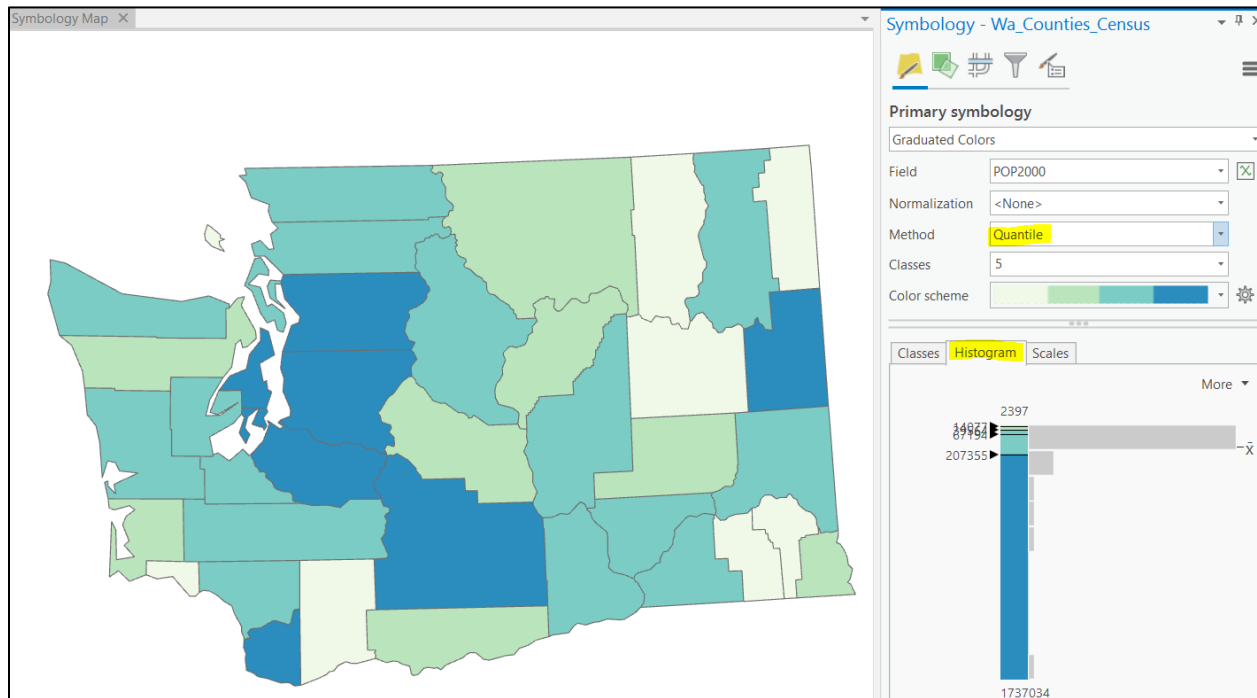 Symbology Map
Symbology - Wa_Counties_Census
Primary symbology
Graduated Colors
Field
POP2000
Normalization
<None>
Method
Quantile
Classes
5
Color scheme
Classes
Histogram
Scales
More
2397
207355
x̄
1737034